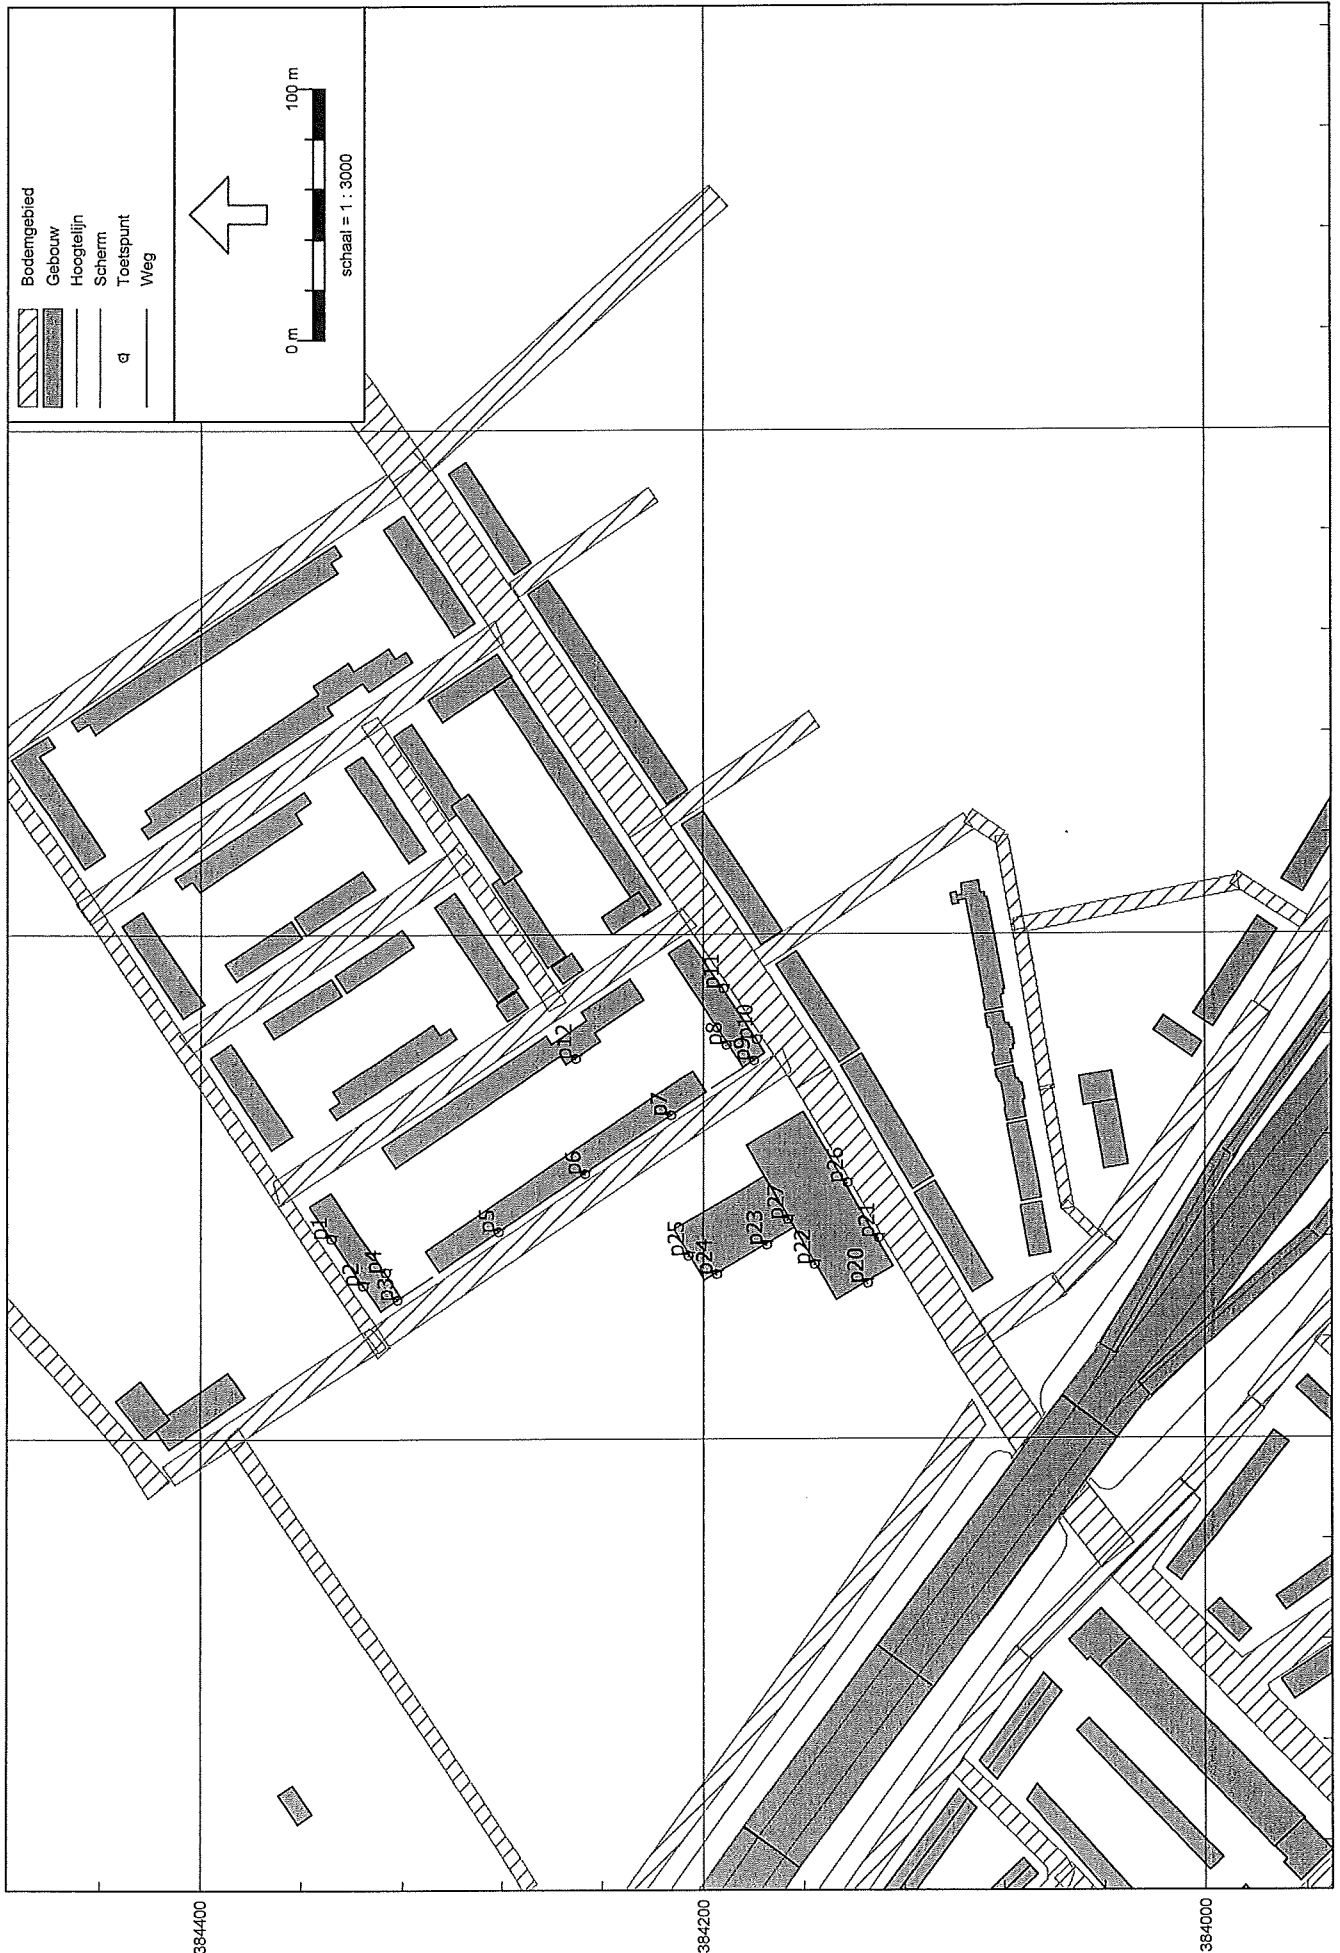 Bodemgebied
Gebouw
Hoogtelijn
Scherm
Toetspunt
Weg
0 m
100 m
schaal = 1 : 3000
p1
p2
p4
p3
p5
p6
p7
p12
p8
p11
p9
p10
p25
p24
p23
p27
p22
p26
p21
p20
384400
384200
384000